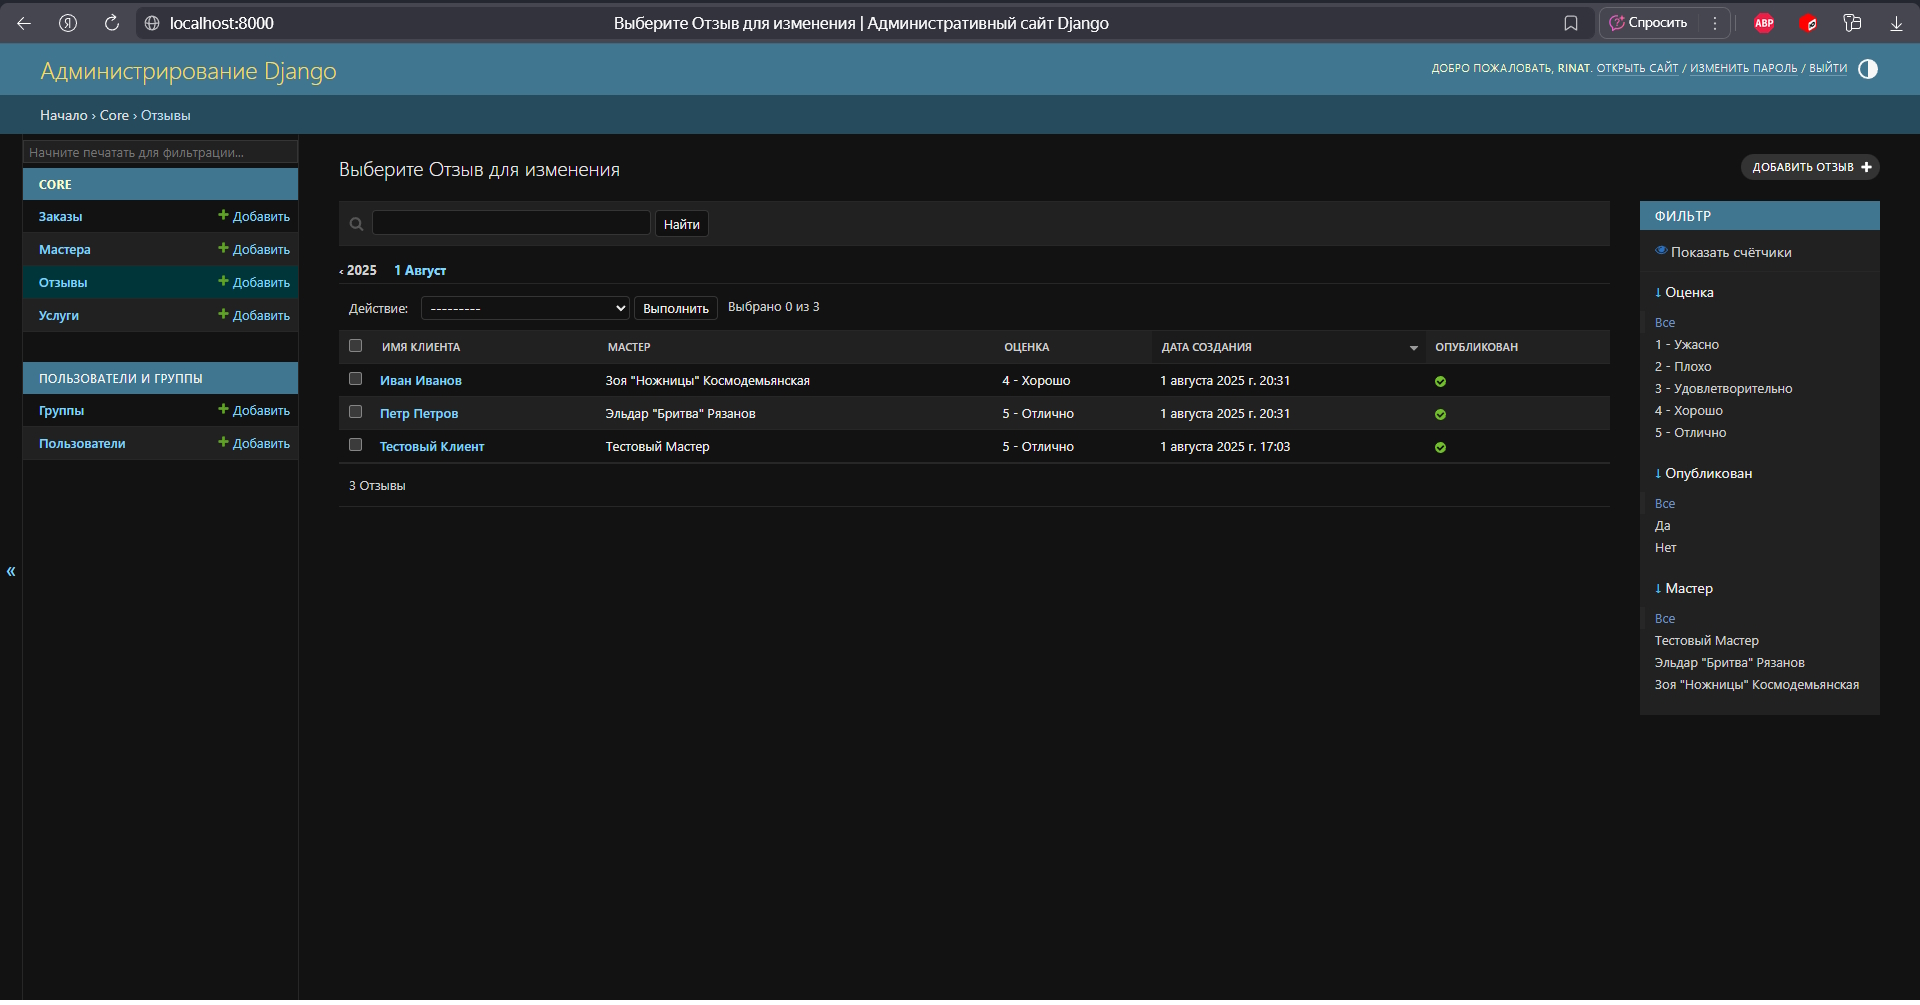 localhost:8000 Выберите Отзыв для изменения | Административный сайт Django Спросить ABP
Администрирование Django
ДОБРО ПОЖАЛОВАТЬ, RINAT. ОТКРЫТЬ САЙТ / ИЗМЕНИТЬ ПАРОЛЬ / ВЫЙТИ
Начало › Core › Отзывы
Начните печатать для фильтрации...
CORE
Заказы Добавить
Мастера Добавить
Отзывы Добавить
Услуги Добавить
ПОЛЬЗОВАТЕЛИ И ГРУППЫ
Группы Добавить
Пользователи Добавить
«
Выберите Отзыв для изменения
ДОБАВИТЬ ОТЗЫВ
Найти
‹ 2025 1 Август
Действие: --------- Выполнить Выбрано 0 из 3
ИМЯ КЛИЕНТА МАСТЕР ОЦЕНКА ДАТА СОЗДАНИЯ ОПУБЛИКОВАН
Иван Иванов Зоя "Ножницы" Космодемьянская 4 - Хорошо 1 августа 2025 г. 20:31
Петр Петров Эльдар "Бритва" Рязанов 5 - Отлично 1 августа 2025 г. 20:31
Тестовый Клиент Тестовый Мастер 5 - Отлично 1 августа 2025 г. 17:03
3 Отзывы
ФИЛЬТР
Показать счётчики
↓ Оценка
Все
1 - Ужасно
2 - Плохо
3 - Удовлетворительно
4 - Хорошо
5 - Отлично
↓ Опубликован
Все
Да
Нет
↓ Мастер
Все
Тестовый Мастер
Эльдар "Бритва" Рязанов
Зоя "Ножницы" Космодемьянская